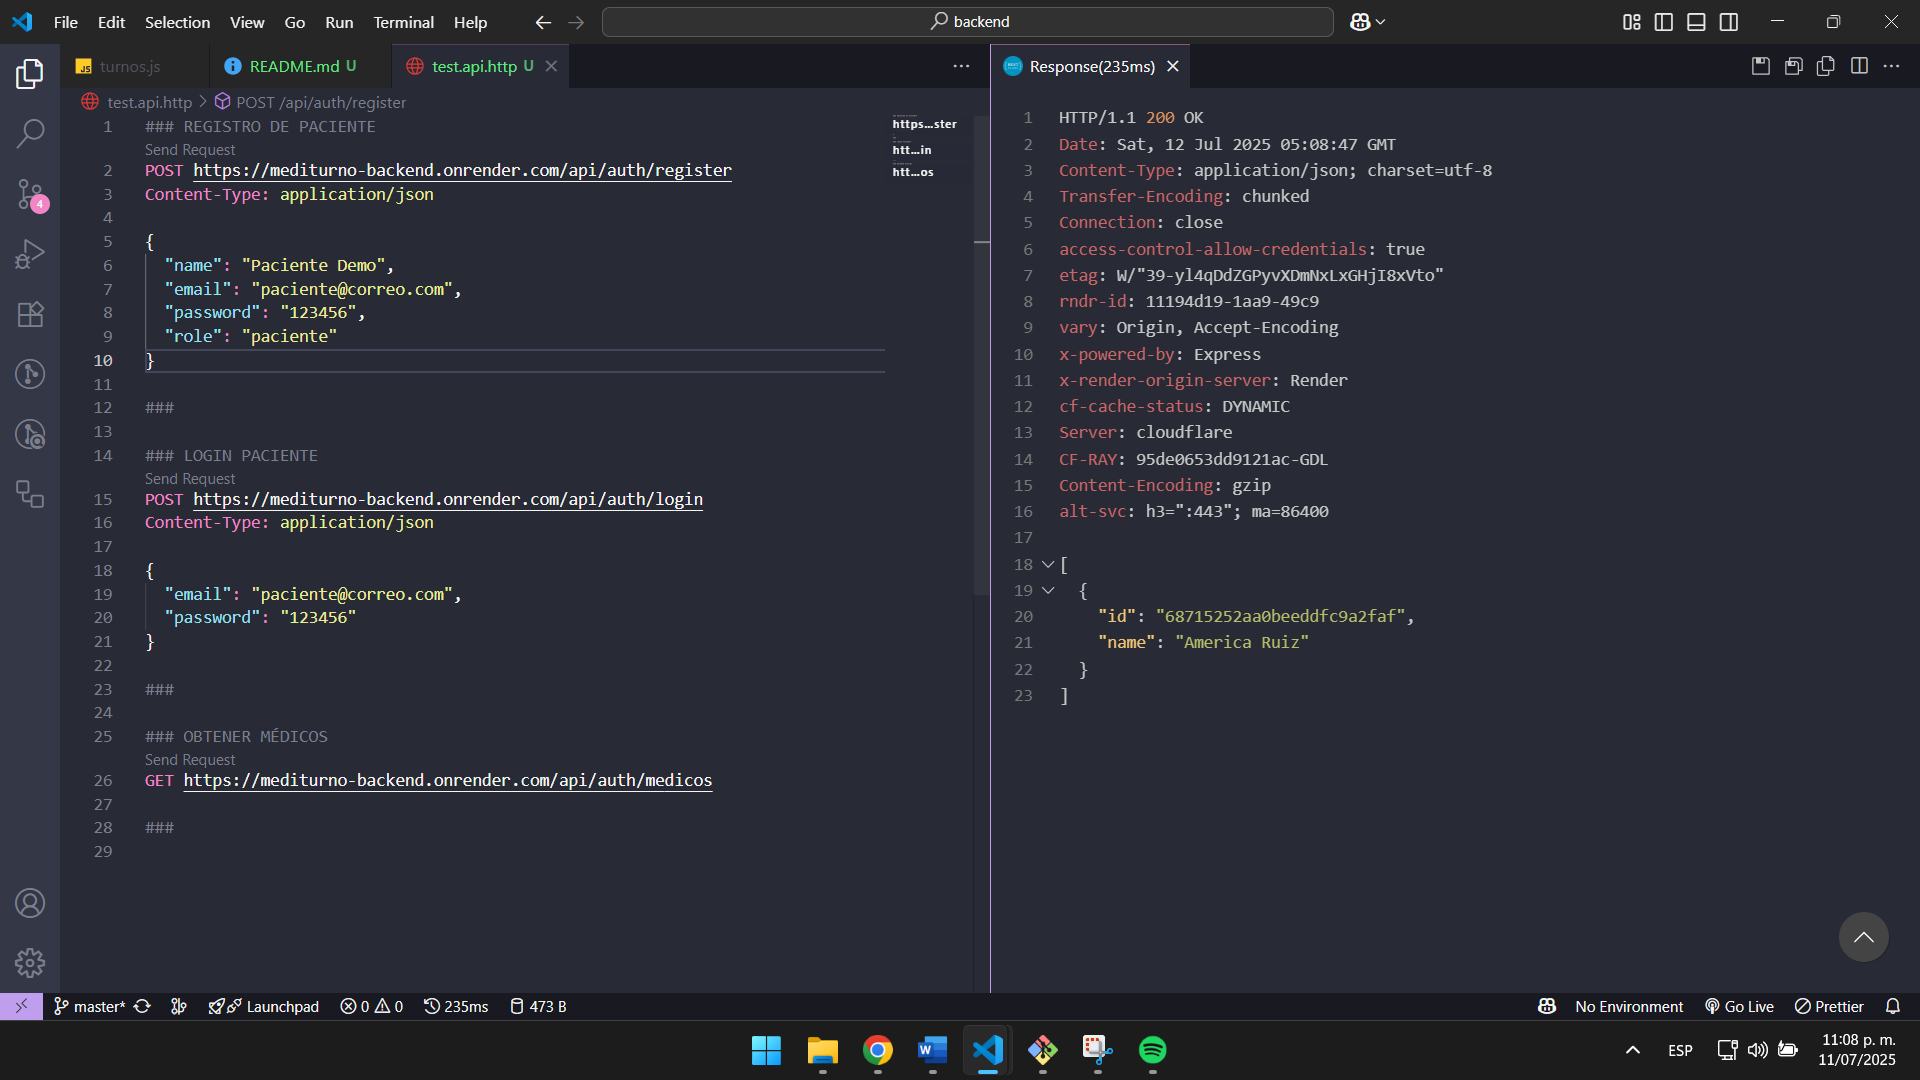 File Edit Selection View Go Run Terminal Help
backend
turnos.js
README.md U
test.api.http U
Response(235ms)
test.api.http > POST /api/auth/register
1 ### REGISTRO DE PACIENTE
Send Request
2 POST https://mediturno-backend.onrender.com/api/auth/register
3 Content-Type: application/json
4
5 {
6 "name": "Paciente Demo",
7 "email": "paciente@correo.com",
8 "password": "123456",
9 "role": "paciente"
10 }
11
12 ###
13
14 ### LOGIN PACIENTE
Send Request
15 POST https://mediturno-backend.onrender.com/api/auth/login
16 Content-Type: application/json
17
18 {
19 "email": "paciente@correo.com",
20 "password": "123456"
21 }
22
23 ###
24
25 ### OBTENER MÉDICOS
Send Request
26 GET https://mediturno-backend.onrender.com/api/auth/medicos
27
28 ###
29
https...ster
htt...in
htt...os
1 HTTP/1.1 200 OK
2 Date: Sat, 12 Jul 2025 05:08:47 GMT
3 Content-Type: application/json; charset=utf-8
4 Transfer-Encoding: chunked
5 Connection: close
6 access-control-allow-credentials: true
7 etag: W/"39-yl4qDdZGPyvXDmNxLxGHjI8xVto"
8 rndr-id: 11194d19-1aa9-49c9
9 vary: Origin, Accept-Encoding
10 x-powered-by: Express
11 x-render-origin-server: Render
12 cf-cache-status: DYNAMIC
13 Server: cloudflare
14 CF-RAY: 95de0653dd9121ac-GDL
15 Content-Encoding: gzip
16 alt-svc: h3=":443"; ma=86400
17
18 [
19 {
20 "id": "68715252aa0beeddfc9a2faf",
21 "name": "America Ruiz"
22 }
23 ]
4
master* Launchpad 0 0 235ms 473 B
No Environment Go Live Prettier
ESP
11:08 p. m.
11/07/2025